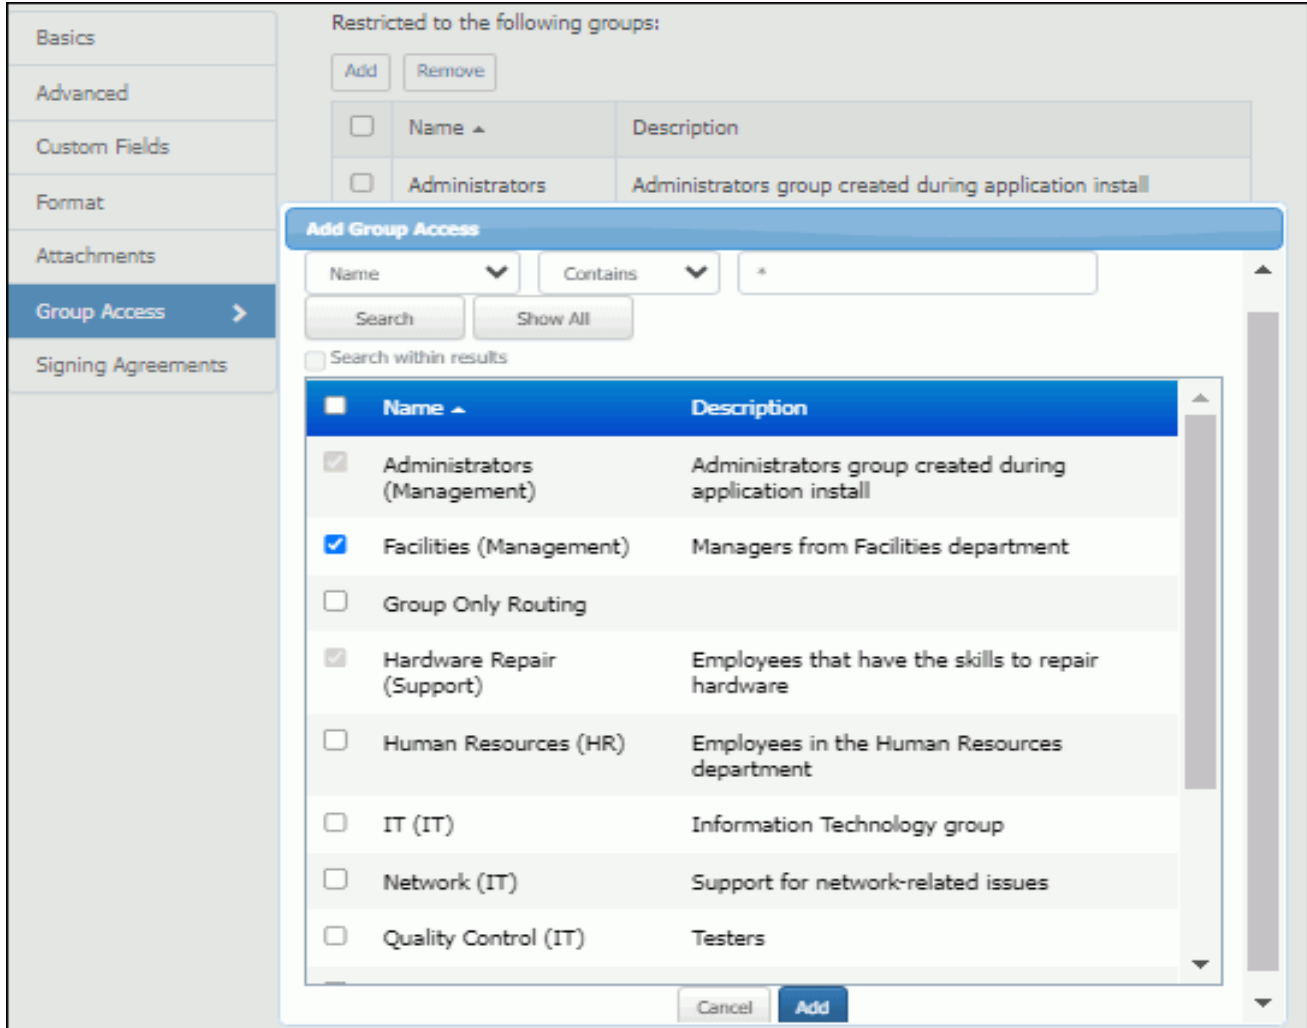 Basics
Advanced
Custom Fields
Format
Attachments
Group Access
Signing Agreements
Restricted to the following groups:
Add Remove
Name Description
Administrators Administrators group created during application install
Add Group Access
Name Contains *
Search Show All
Search within results
Name Description
Administrators Administrators group created during
(Management) application install
Facilities (Management) Managers from Facilities department
Group Only Routing
Hardware Repair Employees that have the skills to repair
(Support) hardware
Human Resources (HR) Employees in the Human Resources
department
IT (IT) Information Technology group
Network (IT) Support for network-related issues
Quality Control (IT) Testers
Cancel Add